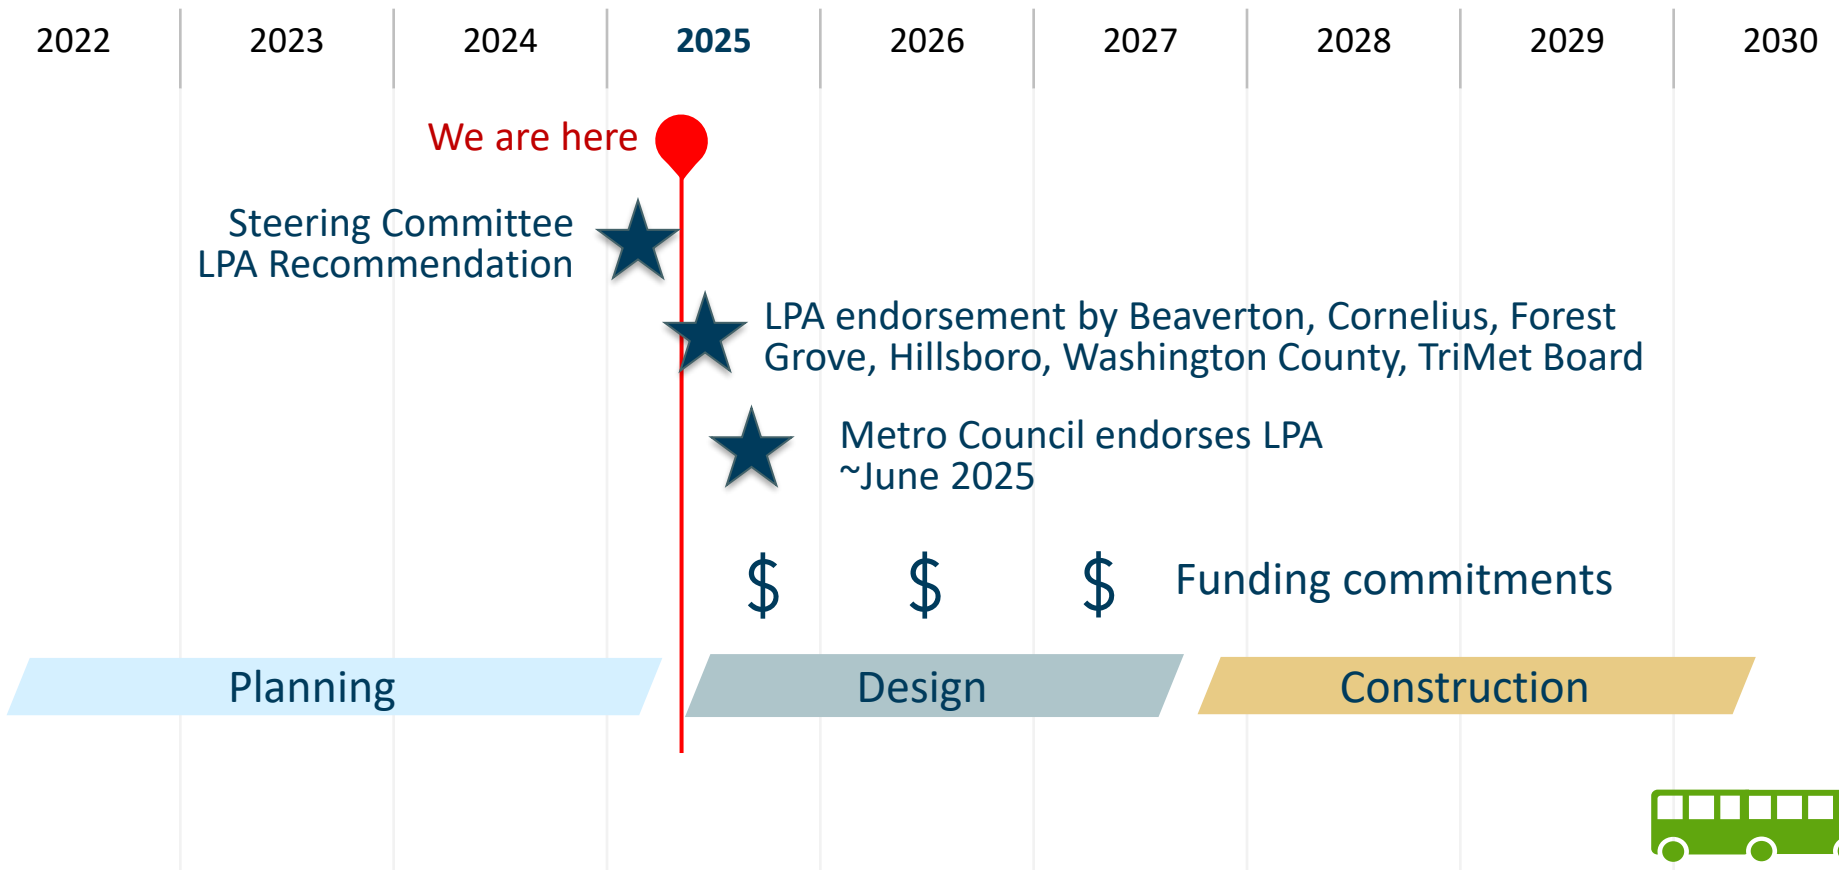 2022 2023 2024 2025 2026 2027 2028 2029 2030
We are here
Steering Committee
LPA Recommendation
LPA endorsement by Beaverton, Cornelius, Forest
Grove, Hillsboro, Washington County, TriMet Board
Metro Council endorses LPA
~June 2025
$ $ $ Funding commitments
Planning Design Construction